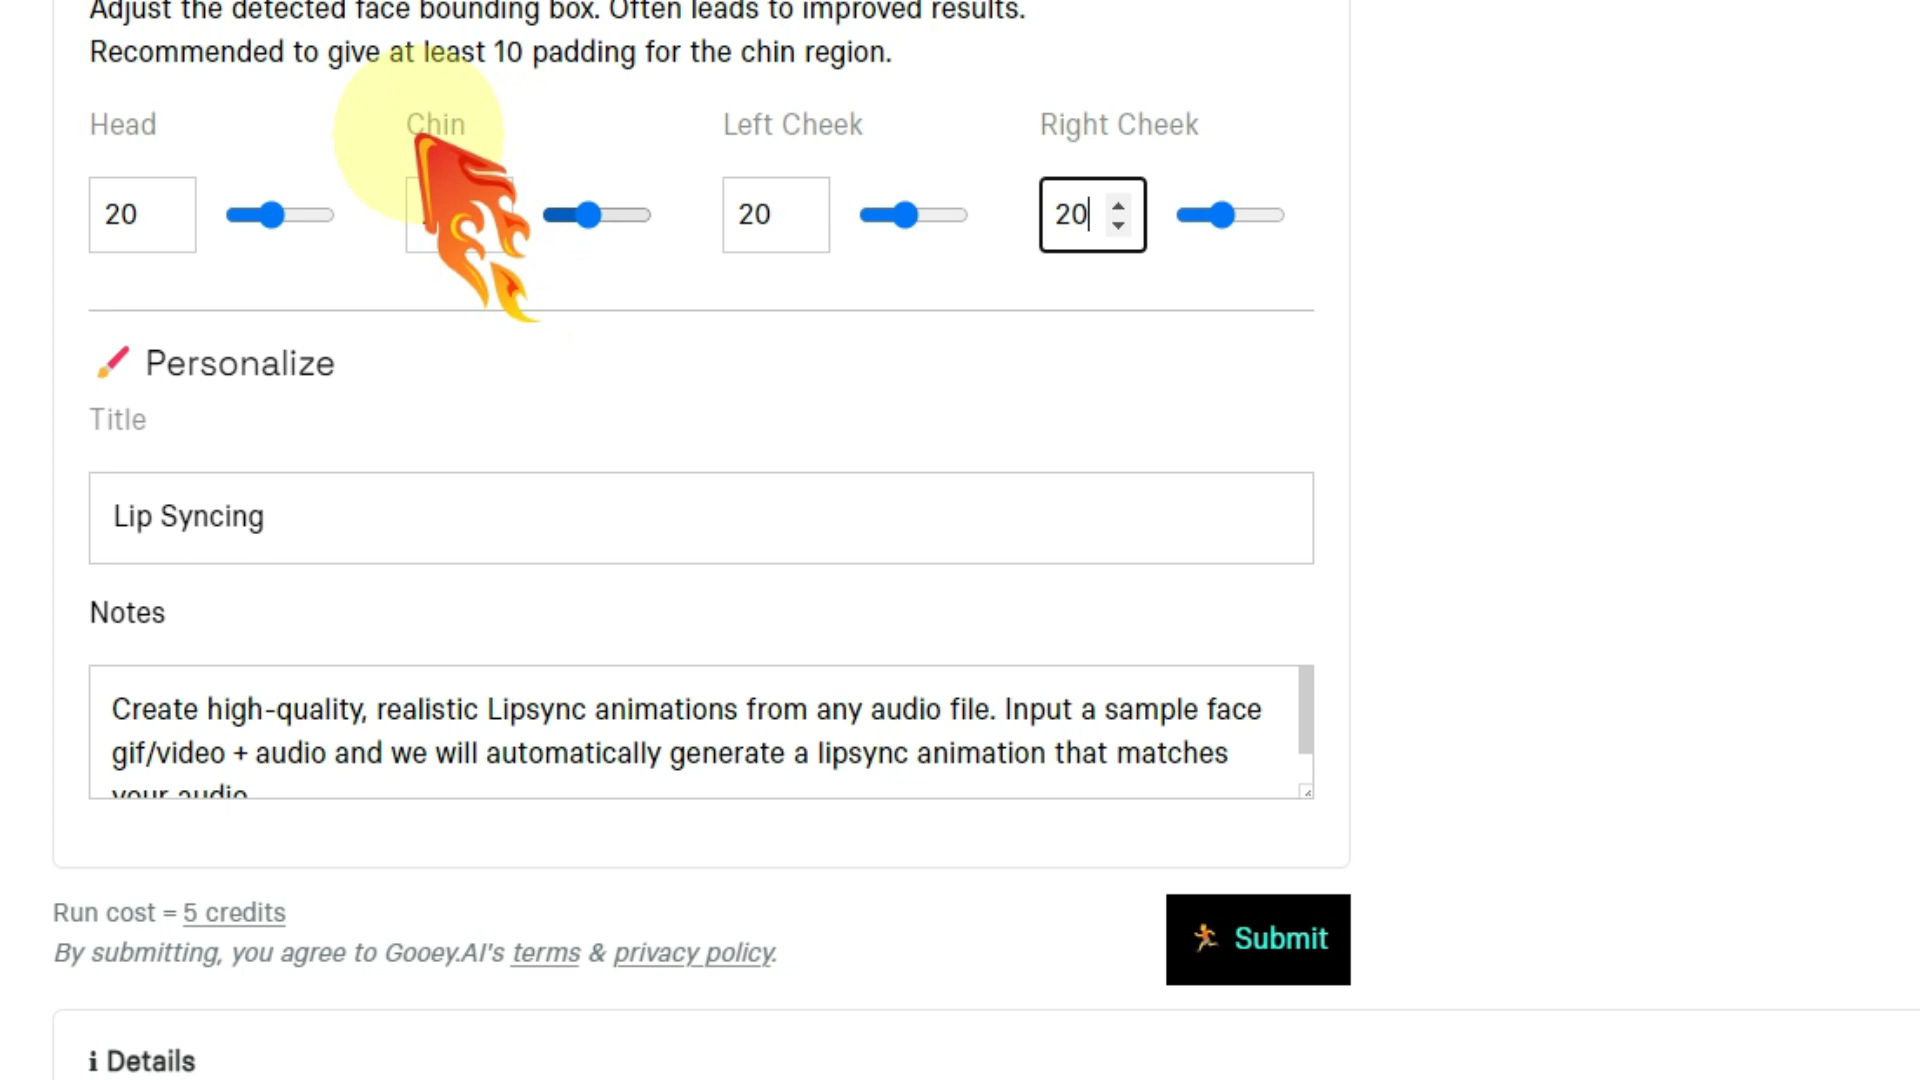 Adjust the detected face bounding box. Often leads to improved results.
Recommended to give at least 10 padding for the chin region.
Head Chin Left Cheek Right Cheek
20 20 20
Personalize
Title
Lip Syncing
Notes
Create high-quality, realistic Lipsync animations from any audio file. Input a sample face
gif/video + audio and we will automatically generate a lipsync animation that matches
your audio
Run cost = 5 credits
By submitting, you agree to Gooey.AI's terms & privacy policy.
Submit
Details